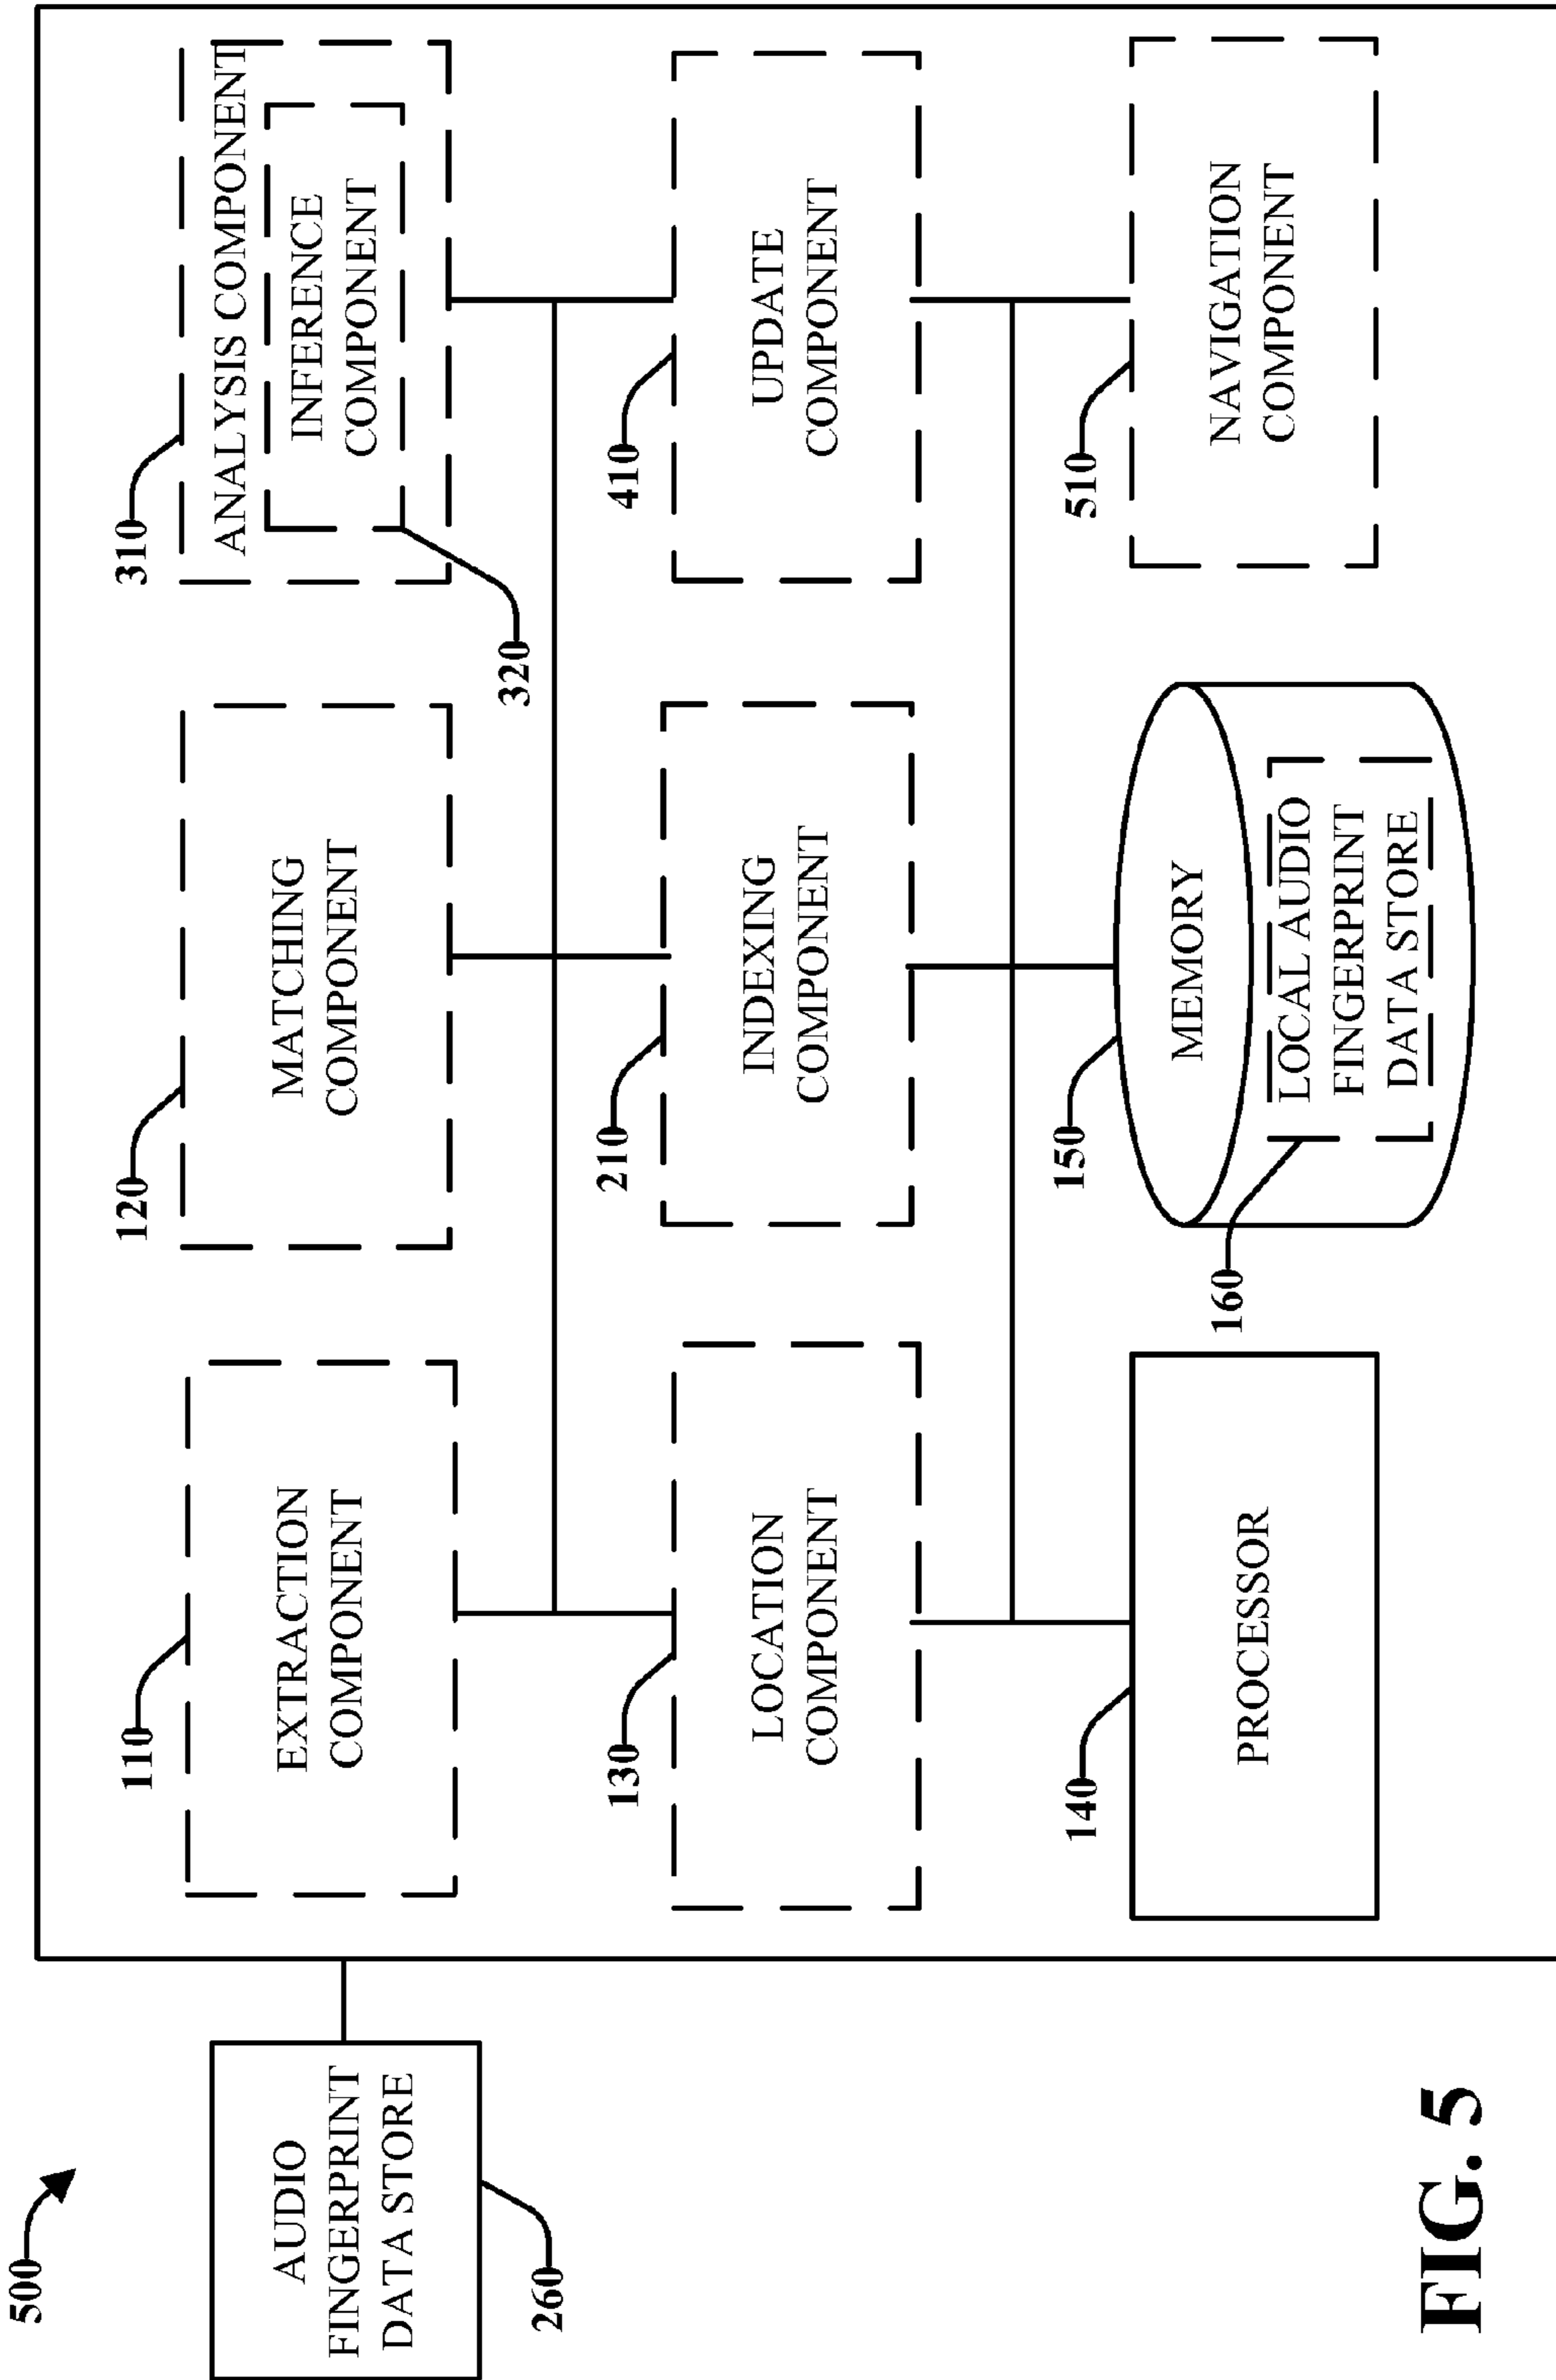 500
AUDIO
FINGERPRINT
DATA STORE
260
110
EXTRACTION
COMPONENT
120
MATCHING
COMPONENT
310
ANALYSIS COMPONENT
INFERENCE
COMPONENT
320
130
LOCATION
COMPONENT
210
INDEXING
COMPONENT
410
UPDATE
COMPONENT
140
PROCESSOR
150
MEMORY
160
LOCAL AUDIO
FINGERPRINT
DATA STORE
510
NAVIGATION
COMPONENT
FIG. 5